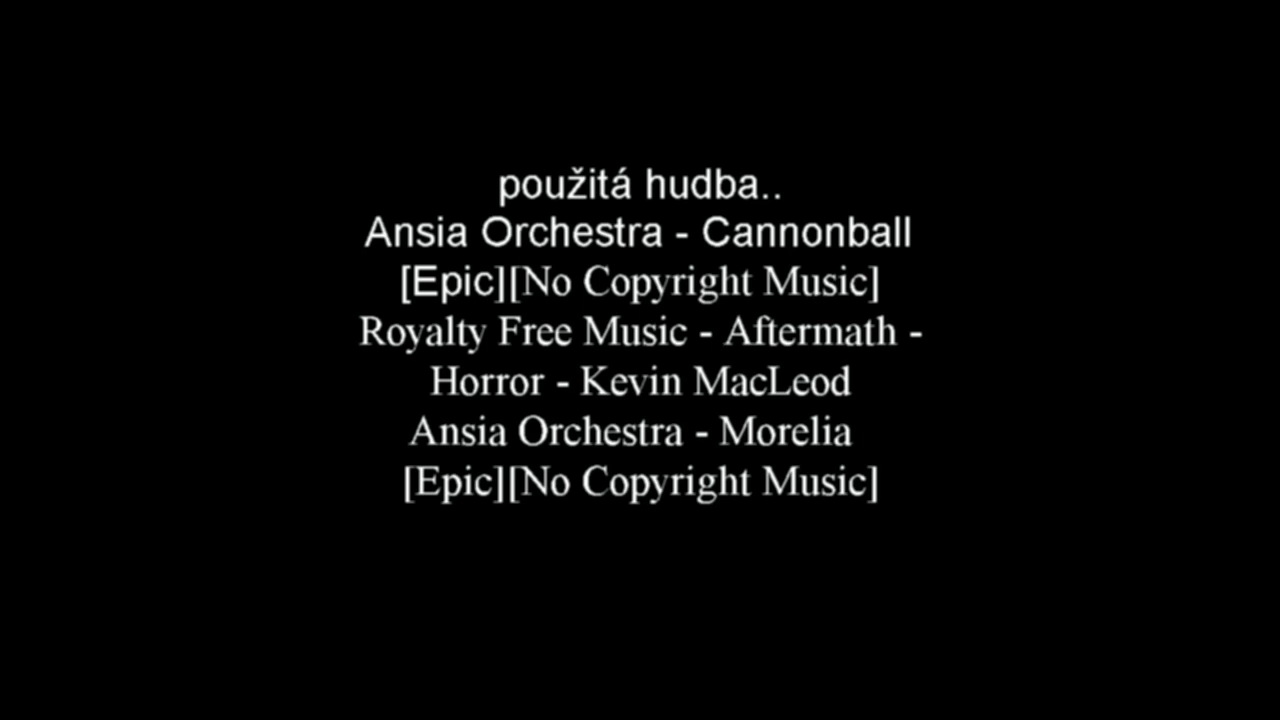 použitá hudba..
Ansia Orchestra - Cannonball
[Epic][No Copyright Music]
Royalty Free Music - Aftermath -
Horror - Kevin MacLeod
Ansia Orchestra - Morelia
[Epic][No Copyright Music]